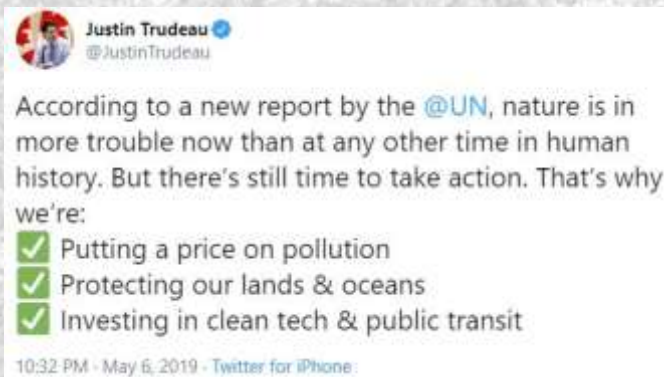 Justin Trudeau
@JustinTrudeau
According to a new report by the @UN, nature is in
more trouble now than at any other time in human
history. But there's still time to take action. That's why
we're:
✅ Putting a price on pollution
✅ Protecting our lands & oceans
✅ Investing in clean tech & public transit
10:32 PM · May 6, 2019 · Twitter for iPhone